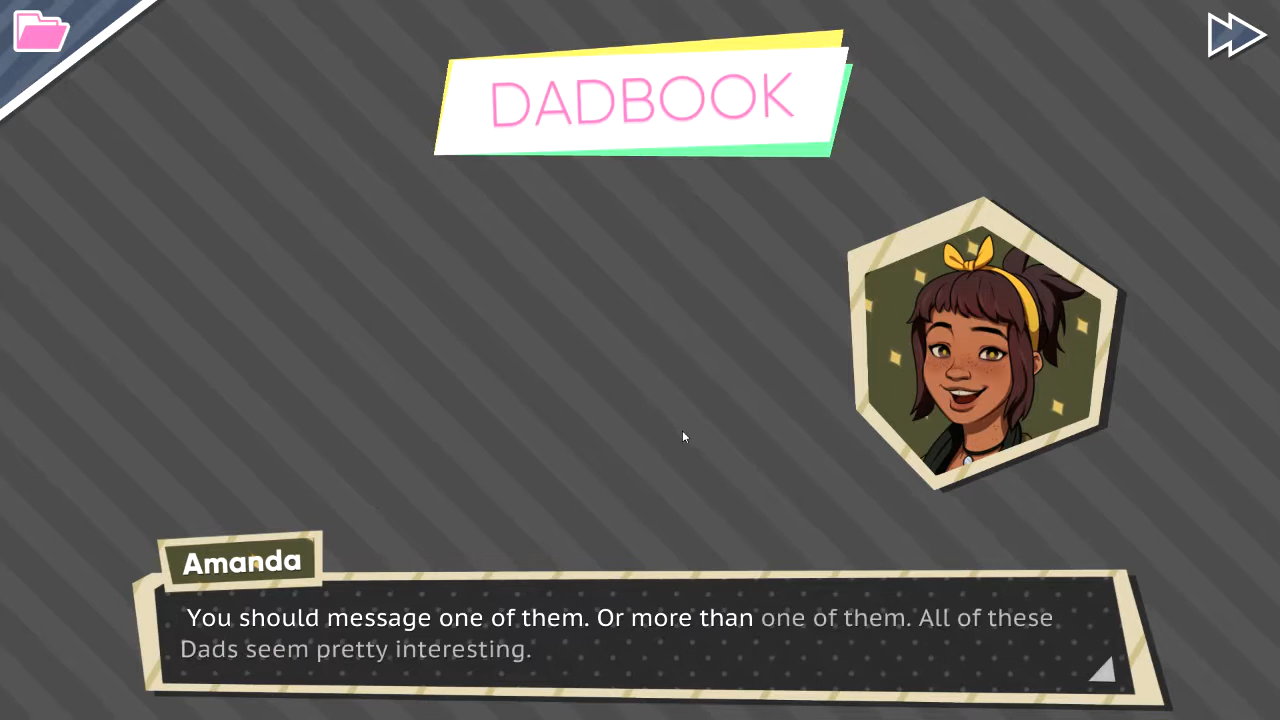 DADBOOK
Amanda
You should message one of them. Or more than one of them. All of these
Dads seem pretty interesting.